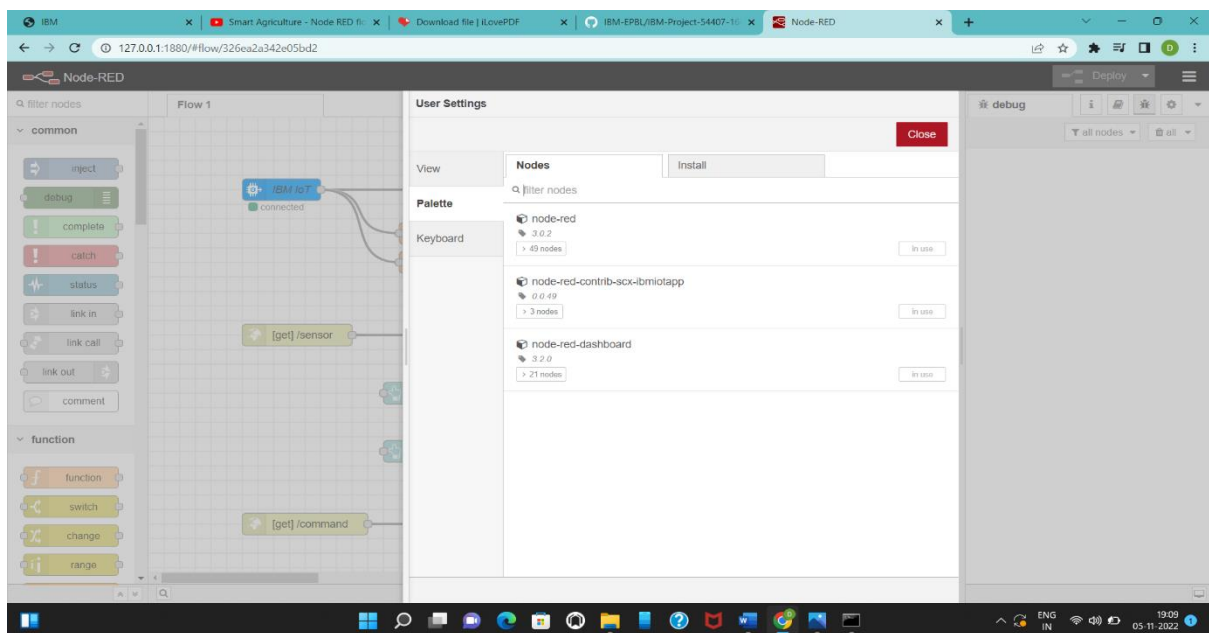 IBM
Smart Agriculture - Node RED flo
Download file | iLovePDF
IBM-EPBL/IBM-Project-54407-16
Node-RED
127.0.0.1:1880/#flow/326ea2a342e05bd2
D
Node-RED
Deploy
filter nodes
common
inject
debug
complete
catch
status
link in
link call
link out
comment
function
function
switch
change
range
Flow 1
IBM IoT
connected
[get] /sensor
[get] /command
User Settings
Close
View
Palette
Keyboard
Nodes
Install
filter nodes
node-red
3.0.2
> 49 nodes
in use
node-red-contrib-scx-ibmiotapp
0.0.49
> 3 nodes
in use
node-red-dashboard
3.2.0
> 21 nodes
in use
debug
i
all nodes
all
ENG
IN
19:09
05-11-2022
1